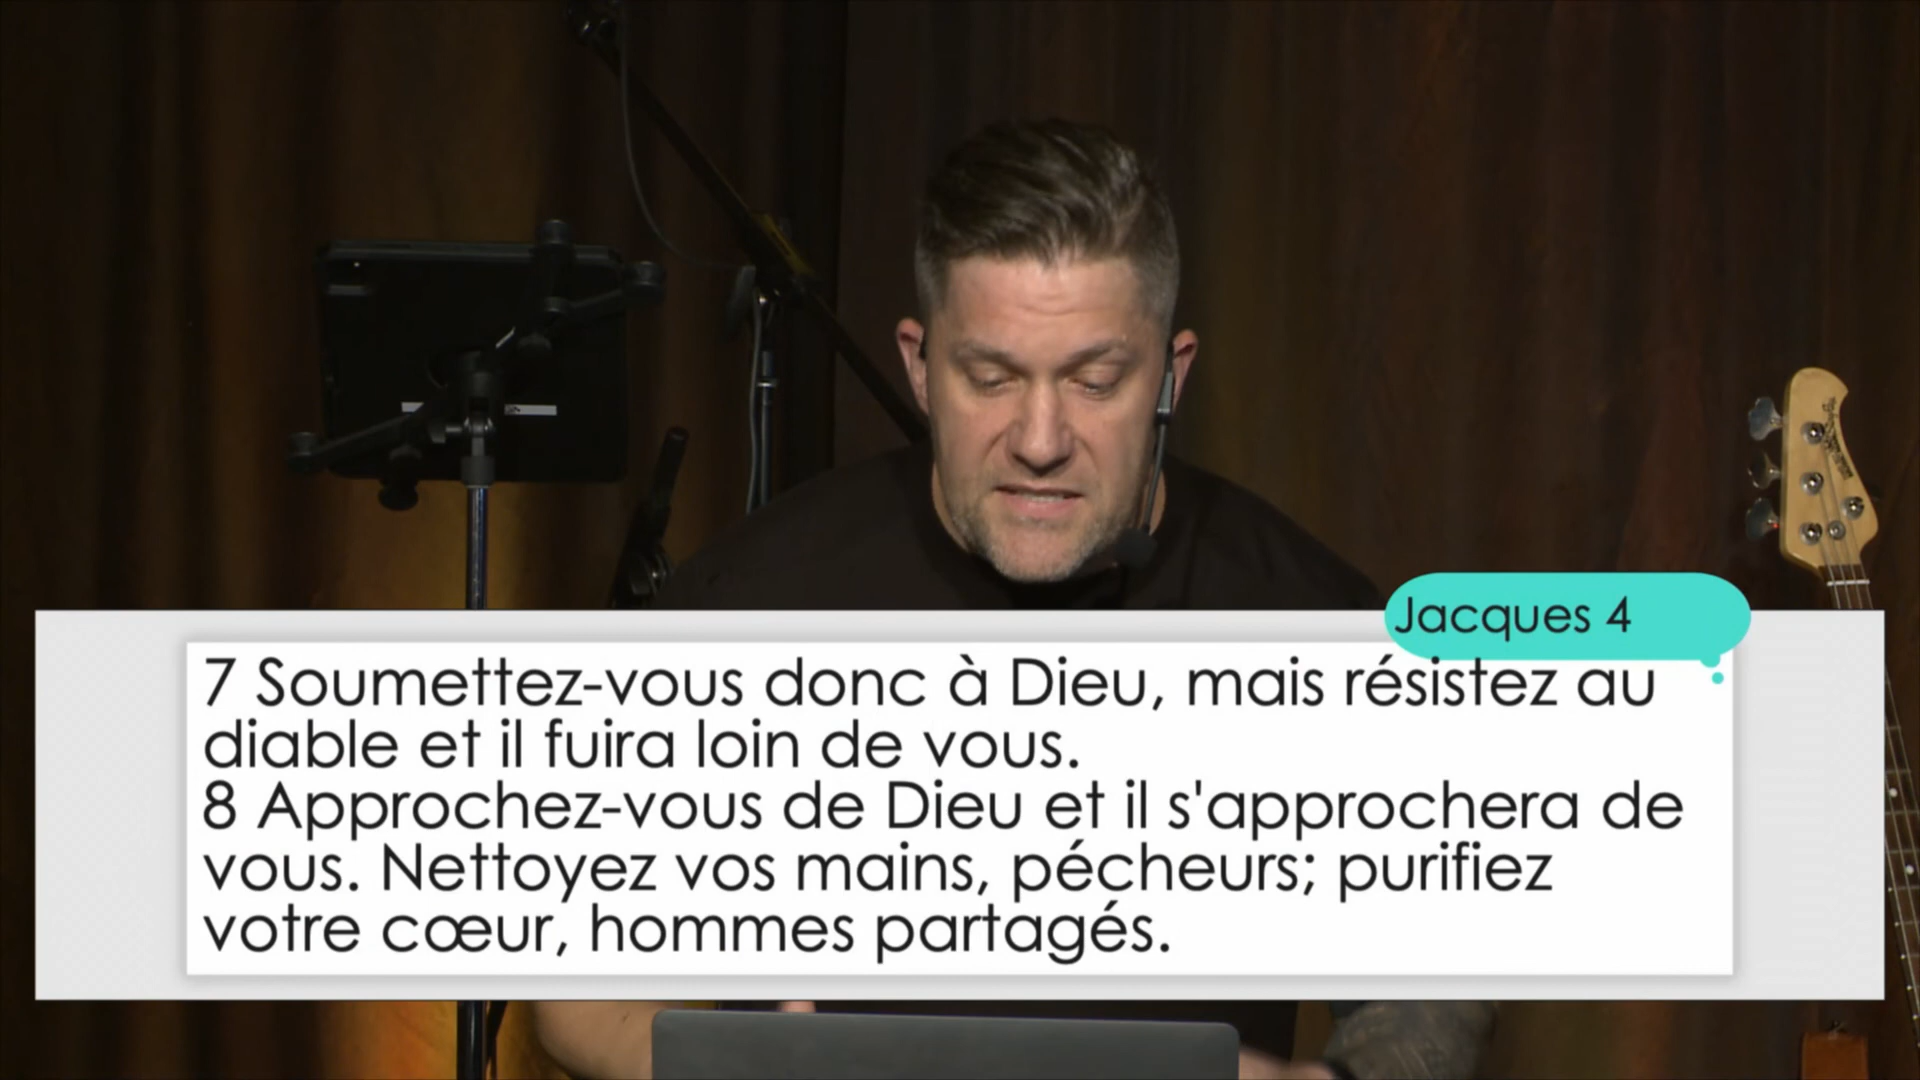 Jacques 4
7 Soumettez-vous donc à Dieu, mais résistez au
diable et il fuira loin de vous.
8 Approchez-vous de Dieu et il s'approchera de
vous. Nettoyez vos mains, pécheurs; purifiez
votre cœur, hommes partagés.